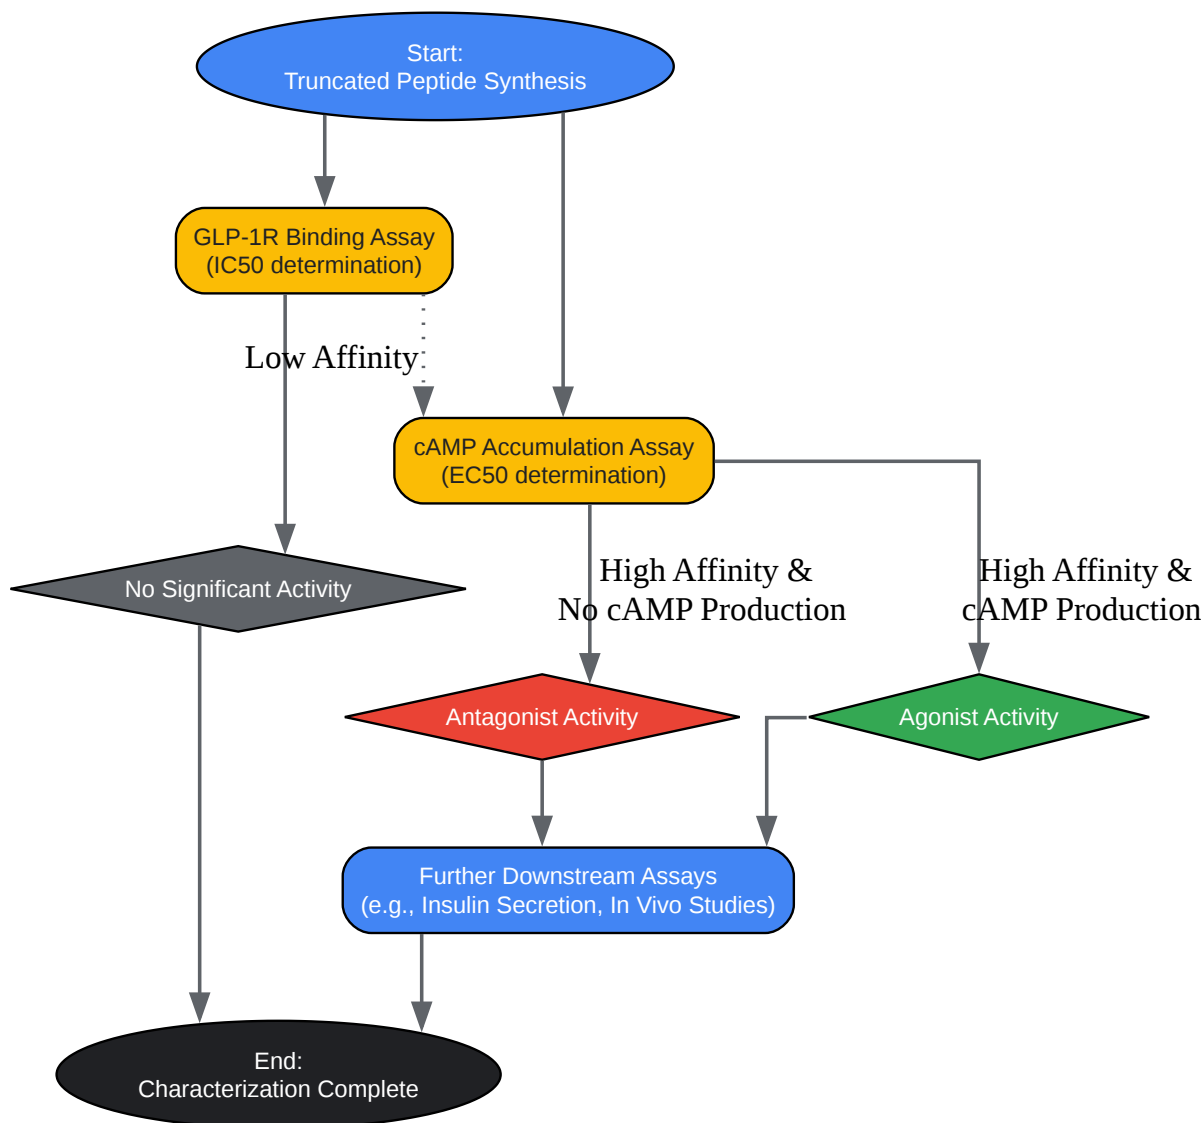 Start:
Truncated Peptide Synthesis
GLP-1R Binding Assay
(IC50 determination)
Low Affinity
cAMP Accumulation Assay
(EC50 determination)
No Significant Activity
High Affinity &
No cAMP Production
High Affinity &
cAMP Production
Antagonist Activity
Agonist Activity
Further Downstream Assays
(e.g., Insulin Secretion, In Vivo Studies)
End:
Characterization Complete